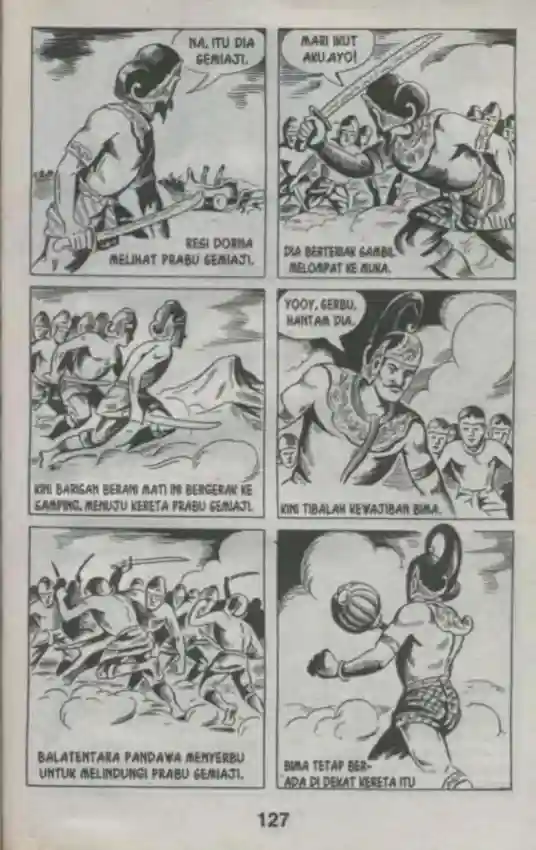 NA, ITU DIA
GEMIAJI.
RESI DORNA
MELIHAT PRABU GEMIAJI.
MARI IKUT
AKU, AYO!
DIA BERTERIAK SAMBIL
MELOMPAT KE MUKA.
KINI BARISAN BERANI MATI INI BERGERAK KE
SAMPING, MENUJU KERETA PRABU GEMIAJI.
YOOY, SERBU,
HANTAM DIA.
KINI TIBALAH KEWAJIBAN BIMA.
BALATENTARA PANDAWA MENYERBU
UNTUK MELINDUNGI PRABU GEMIAJI.
BIMA TETAP BER-
ADA DI DEKAT KERETA ITU
127